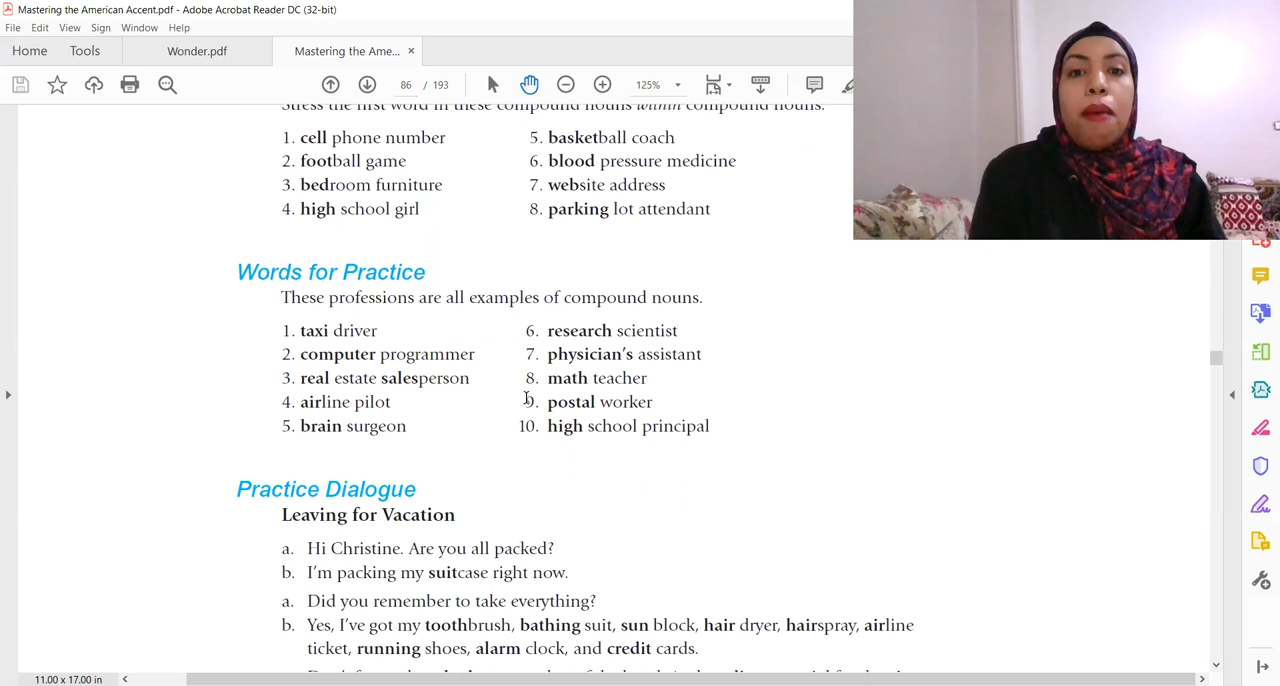 Mastering the American Accent.pdf - Adobe Acrobat Reader DC (32-bit)
File Edit View Sign Window Help
Home Tools Wonder.pdf Mastering the Ame... ×
86 / 193 125%
Stress the first word in these compound nouns within compound nouns.
1. cell phone number 5. basketball coach
2. football game 6. blood pressure medicine
3. bedroom furniture 7. website address
4. high school girl 8. parking lot attendant
Words for Practice
These professions are all examples of compound nouns.
1. taxi driver 6. research scientist
2. computer programmer 7. physician's assistant
3. real estate salesperson 8. math teacher
4. airline pilot 9. postal worker
5. brain surgeon 10. high school principal
Practice Dialogue
Leaving for Vacation
a. Hi Christine. Are you all packed?
b. I'm packing my suitcase right now.
a. Did you remember to take everything?
b. Yes, I've got my toothbrush, bathing suit, sun block, hair dryer, hairspray, airline
ticket, running shoes, alarm clock, and credit cards.
11.00 x 17.00 in